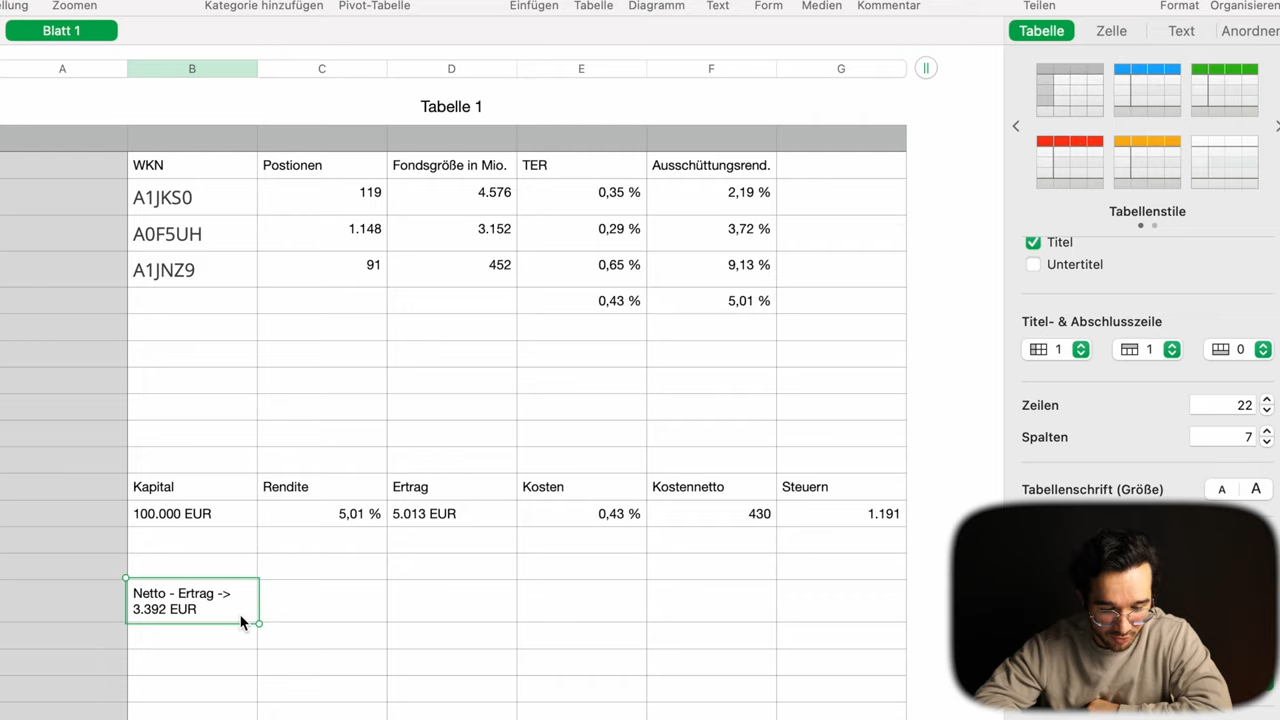 ellung Zoomen Kategorie hinzufügen Pivot-Tabelle Einfügen Tabelle Diagramm Text Form Medien Kommentar Teilen Format Organisieren
Blatt 1 Tabelle Zelle Text Anordnen
A B C D E F G
Tabelle 1
WKN Postionen Fondsgröße in Mio. TER Ausschüttungsrend.
A1JKS0 119 4.576 0,35 % 2,19 %
A0F5UH 1.148 3.152 0,29 % 3,72 %
A1JNZ9 91 452 0,65 % 9,13 %
0,43 % 5,01 %
Kapital Rendite Ertrag Kosten Kostennetto Steuern
100.000 EUR 5,01 % 5.013 EUR 0,43 % 430 1.191
Netto - Ertrag ->
3.392 EUR
Tabellenstile
Titel
Untertitel
Titel- & Abschlusszeile
1 1 0
Zeilen 22
Spalten 7
Tabellenschrift (Größe) A A